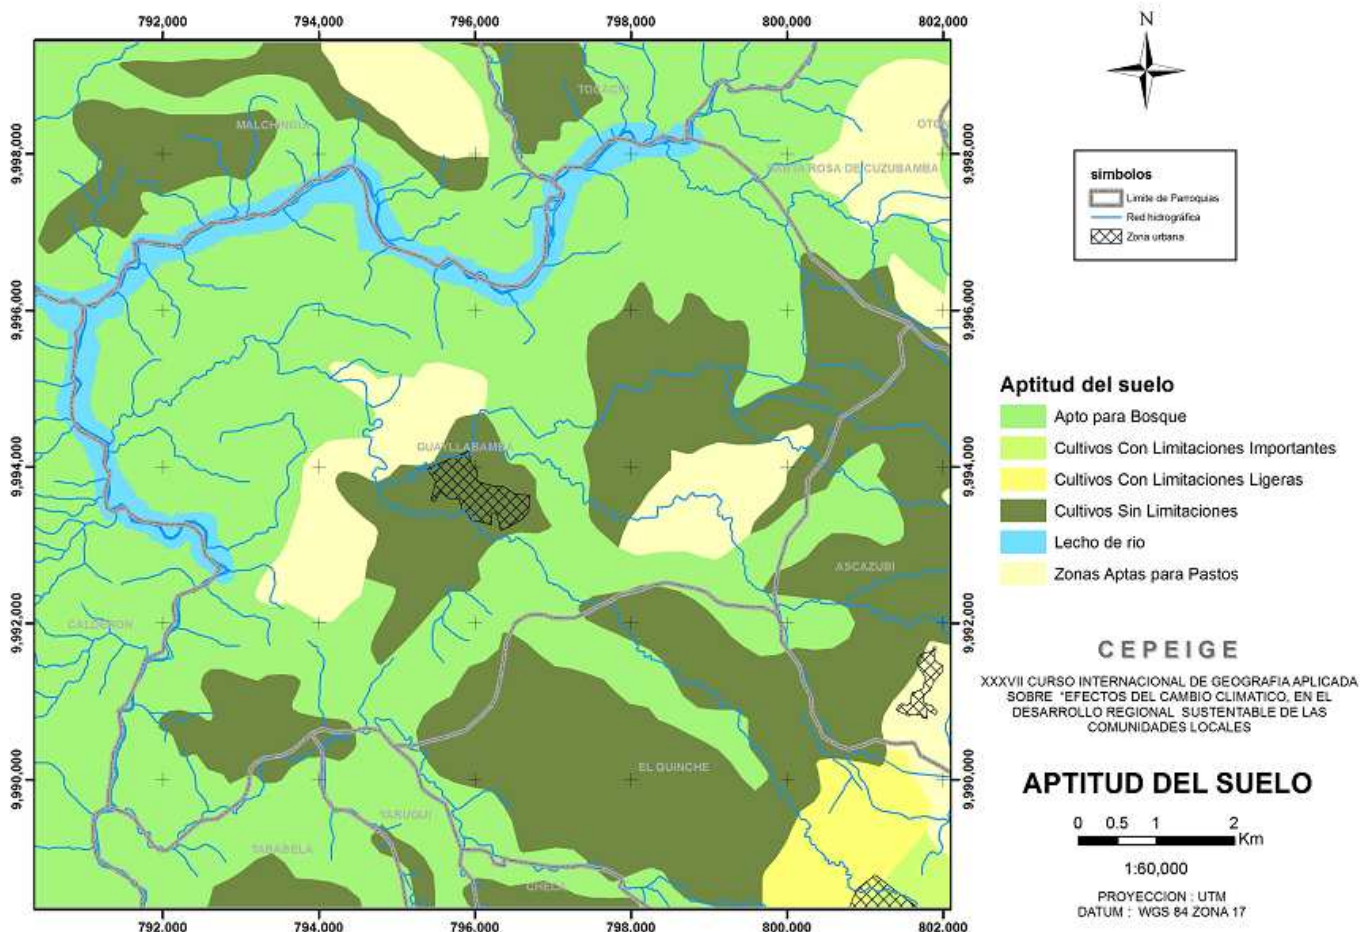 792,000 794,000 796,000 798,000 800,000 802,000
N
TOCACHI
MALCHINGUI
OTON
9,998,000 9,998,000
SANTA ROSA DE CUZUBAMBA
simbolos
Limite de Parroquias
Red hidrográfica
Zona urbana
9,996,000 9,996,000
Aptitud del suelo
Apto para Bosque
Cultivos Con Limitaciones Importantes
Cultivos Con Limitaciones Ligeras
Cultivos Sin Limitaciones
Lecho de rio
Zonas Aptas para Pastos
GUAYLLABAMBA
9,994,000 9,994,000
ASCAZUBI
CALDERON
9,992,000 9,992,000
CEPEIGE
XXXVII CURSO INTERNACIONAL DE GEOGRAFIA APLICADA
SOBRE "EFECTOS DEL CAMBIO CLIMATICO, EN EL
DESARROLLO REGIONAL SUSTENTABLE DE LAS
COMUNIDADES LOCALES
EL QUINCHE
9,990,000 9,990,000
APTITUD DEL SUELO
YARUQUI
TABABELA
CHECA
0 0.5 1 2
Km
1:60,000
PROYECCION : UTM
DATUM : WGS 84 ZONA 17
792,000 794,000 796,000 798,000 800,000 802,000